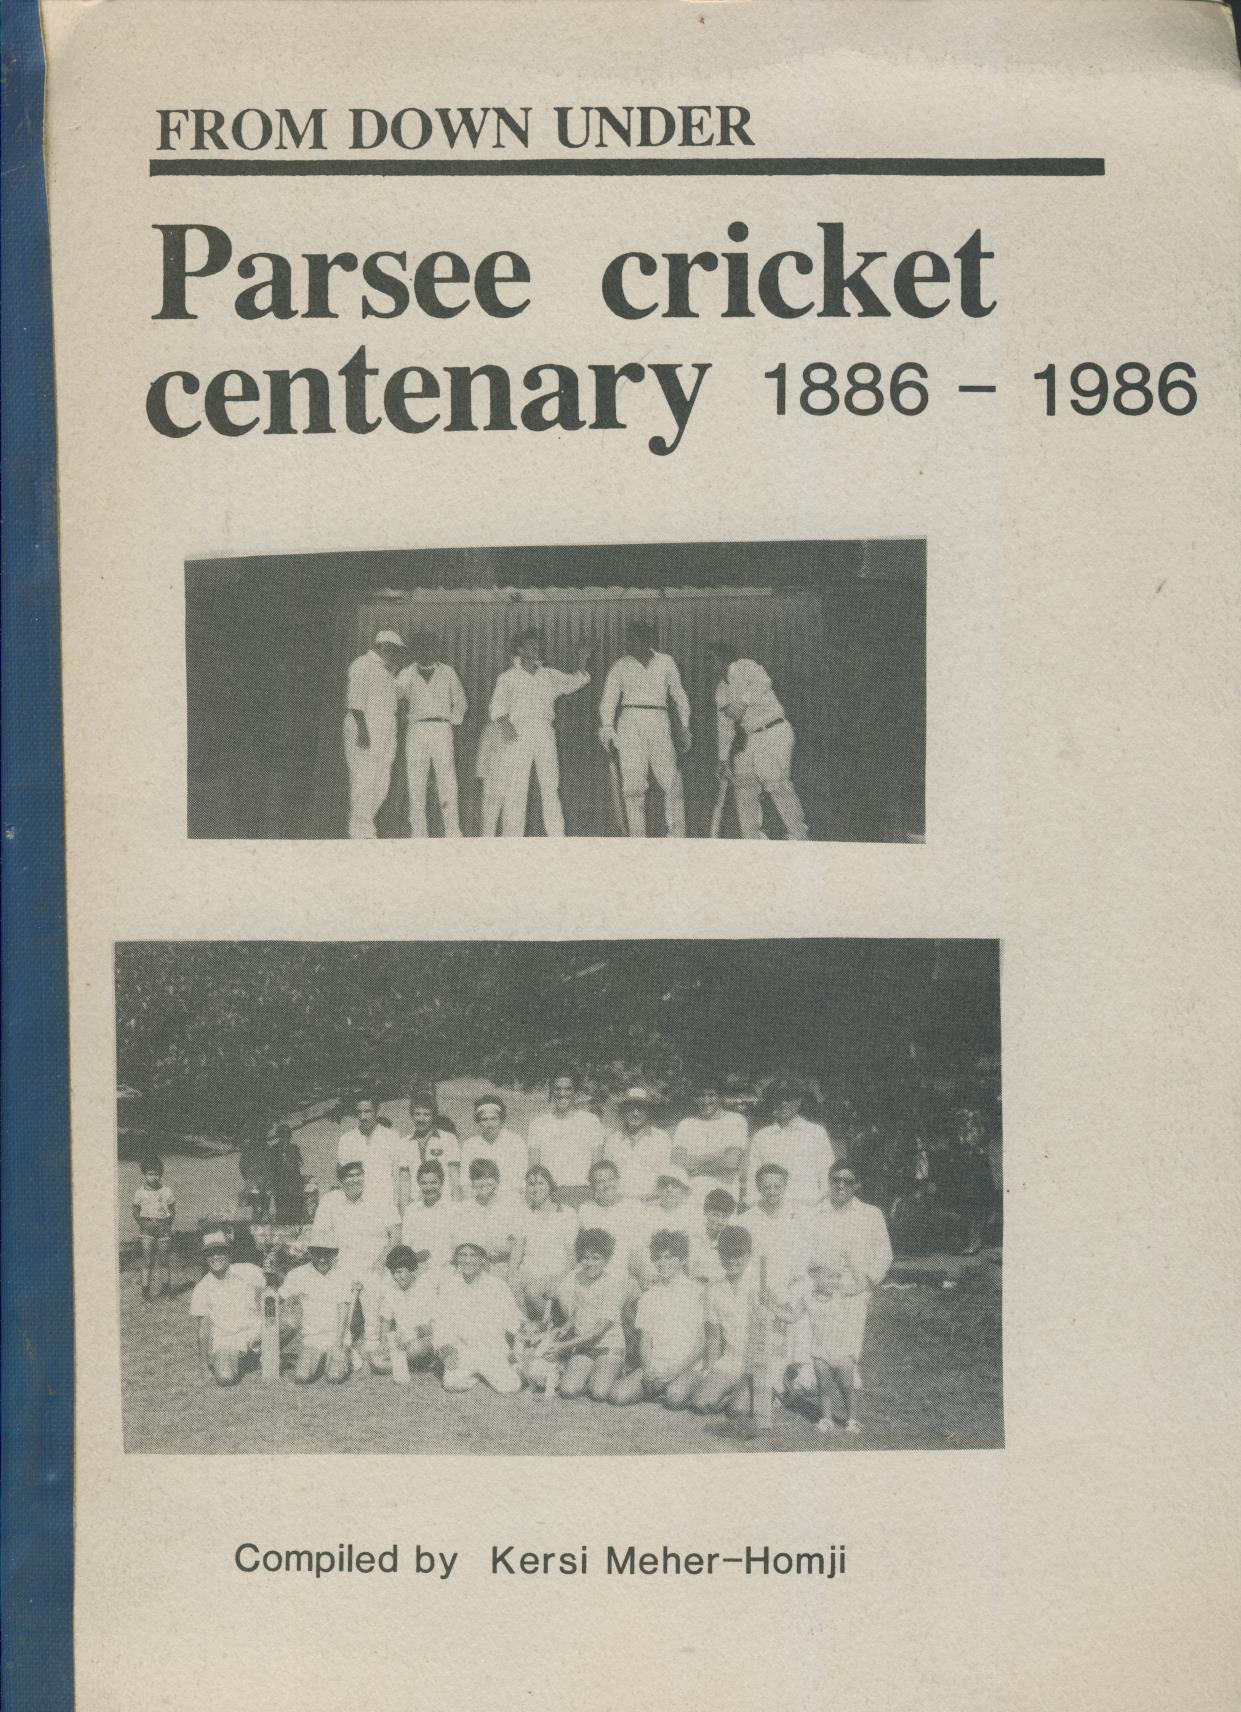 FROM DOWN UNDER
Parsee cricket
centenary 1886 – 1986
Compiled by Kersi Meher–Homji